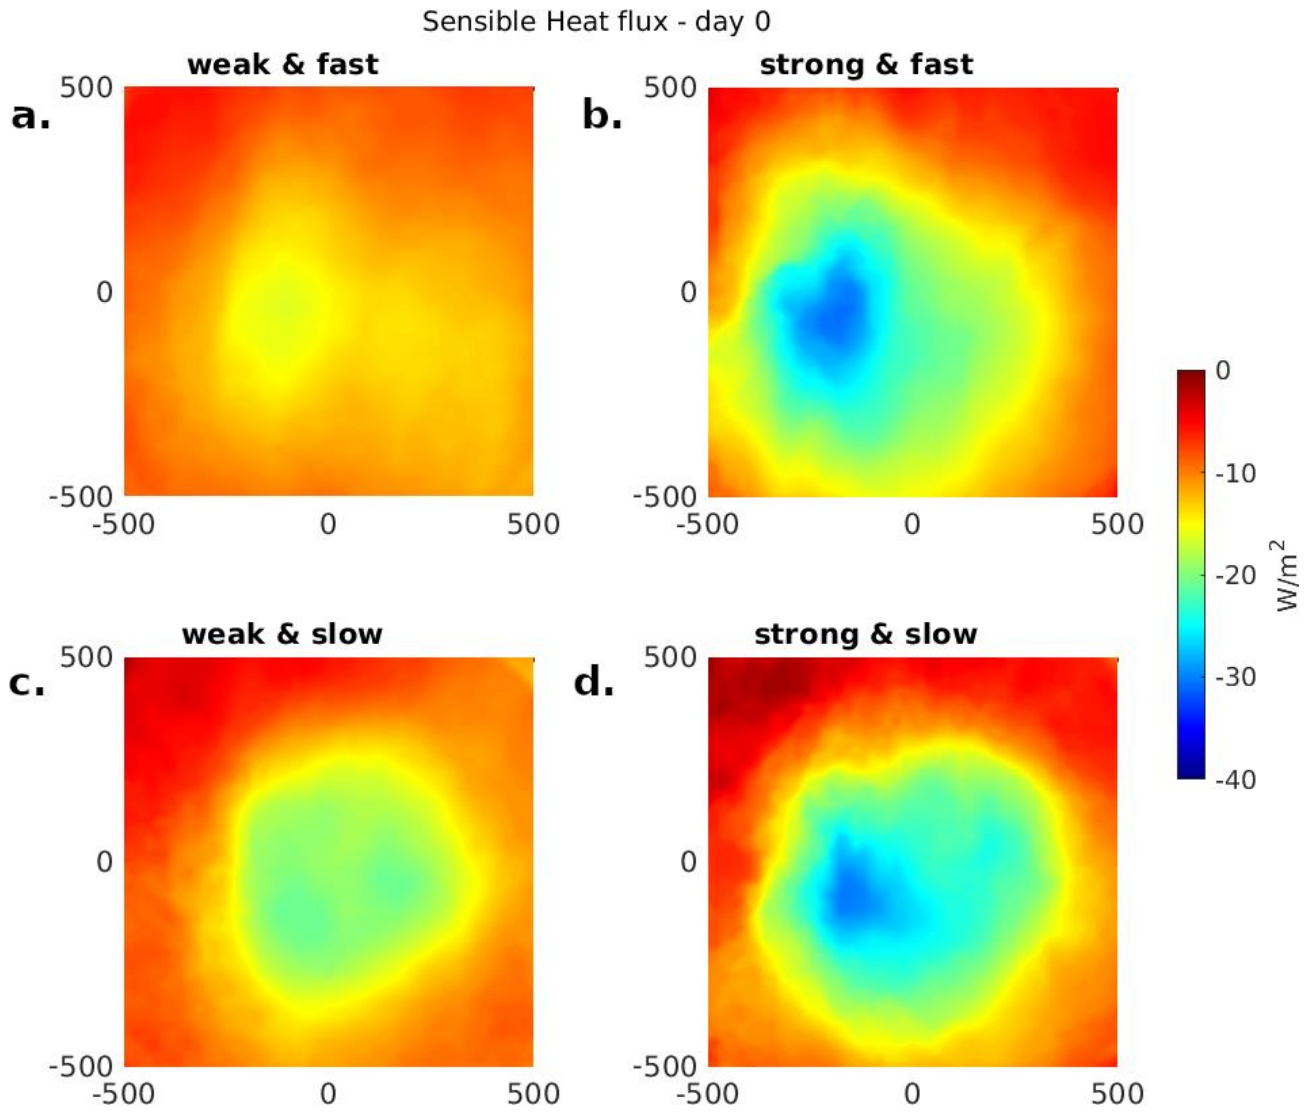 Sensible Heat flux - day 0
weak & fast
strong & fast
a.
b.
500
0
-500
-500 0 500
500
0
-500
-500 0 500
weak & slow
strong & slow
c.
d.
500
0
-500
-500 0 500
500
0
-500
-500 0 500
0
-10
-20
-30
-40
W/m²